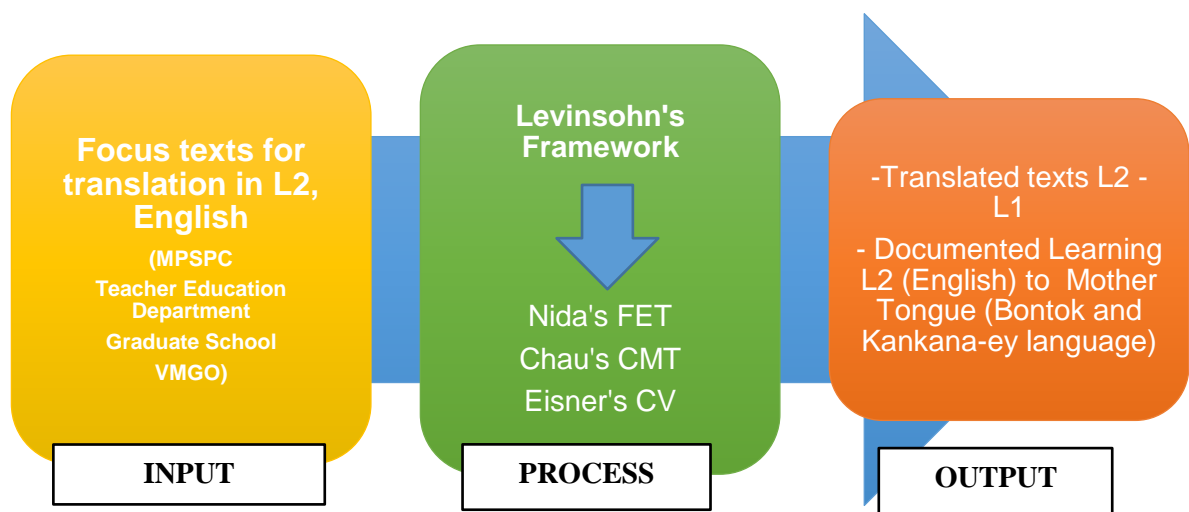 Focus texts for
translation in L2,
English
(MPSPC
Teacher Education
Department
Graduate School
VMGO)
INPUT
Levinsohn's
Framework
Nida's FET
Chau's CMT
Eisner's CV
PROCESS
-Translated texts L2 -
L1
- Documented Learning
L2 (English) to Mother
Tongue (Bontok and
Kankana-ey language)
OUTPUT